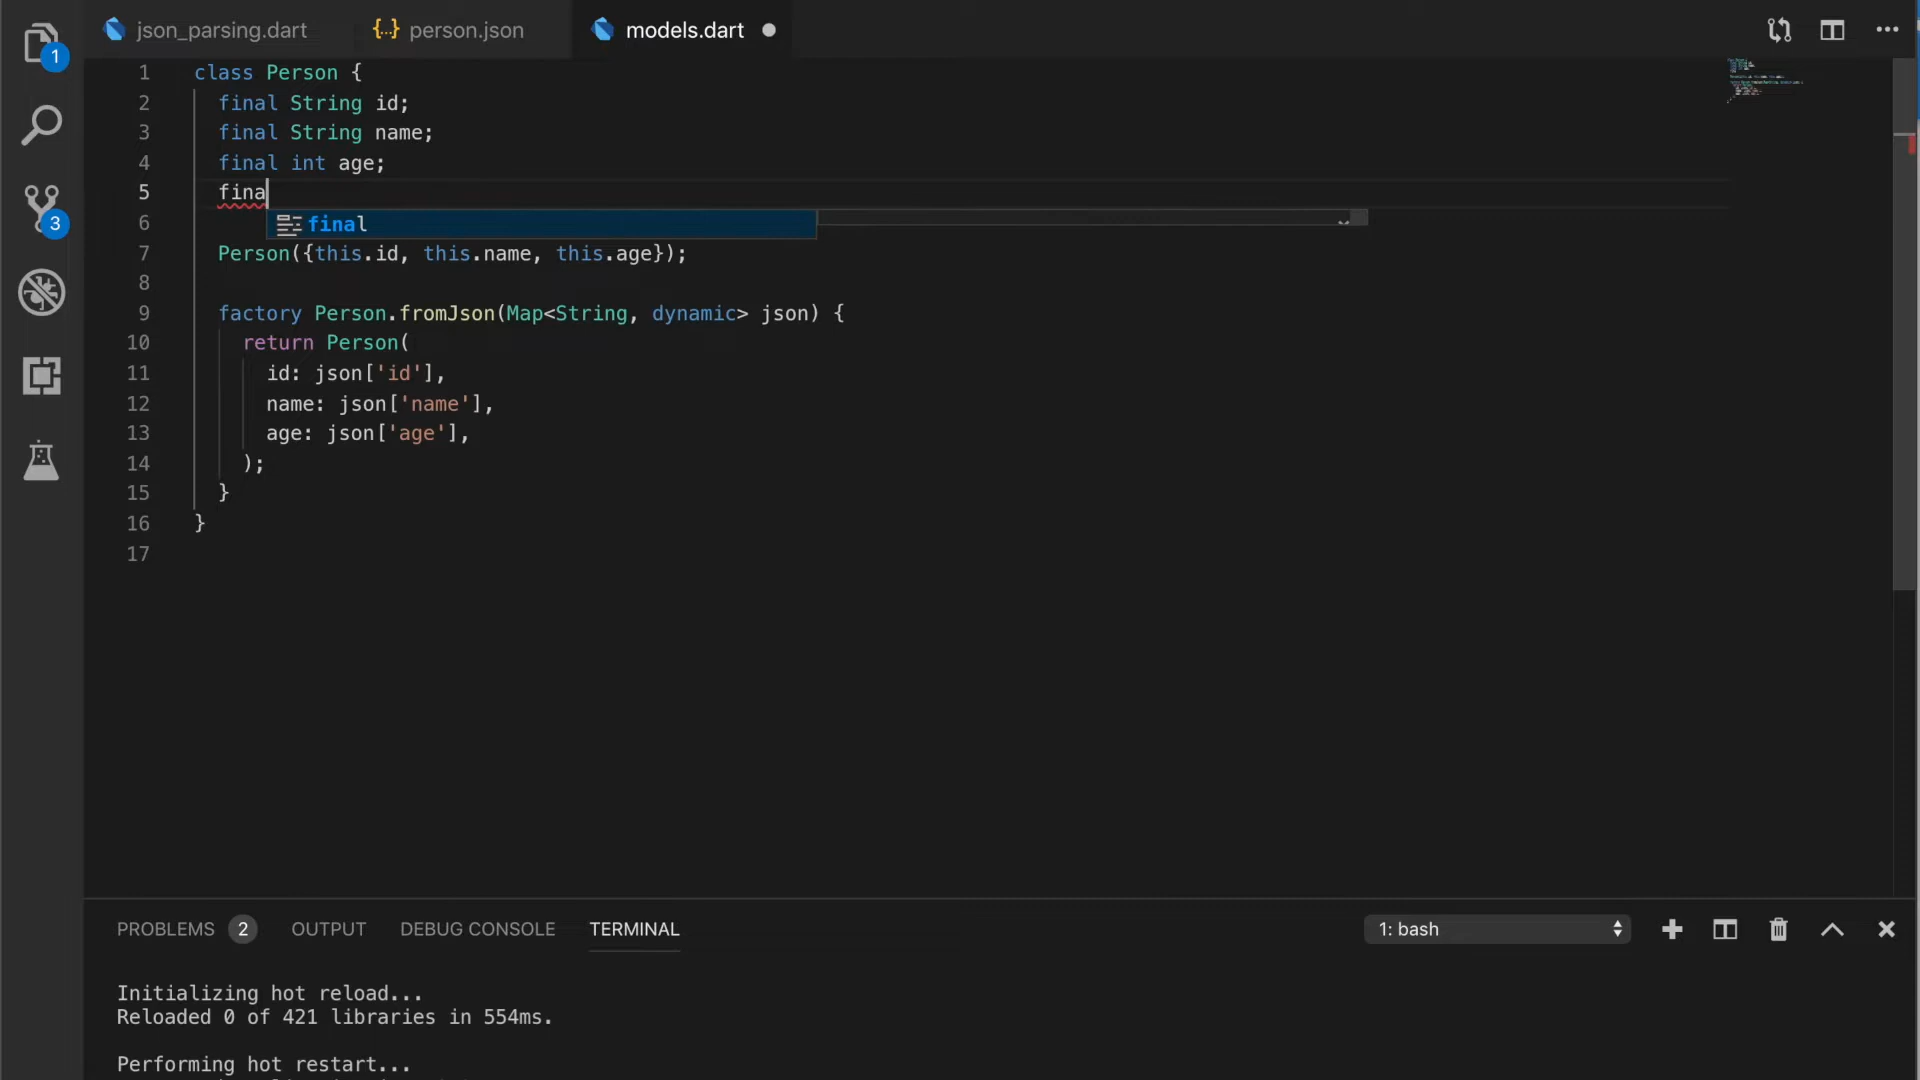 json_parsing.dart {..} person.json models.dart
1 class Person {
2 final String id;
3 final String name;
4 final int age;
5 fina
6 final
7 Person({this.id, this.name, this.age});
8
9 factory Person.fromJson(Map<String, dynamic> json) {
10 return Person(
11 id: json['id'],
12 name: json['name'],
13 age: json['age'],
14 );
15 }
16 }
17
1
3
PROBLEMS 2 OUTPUT DEBUG CONSOLE TERMINAL 1: bash
Initializing hot reload...
Reloaded 0 of 421 libraries in 554ms.
Performing hot restart...